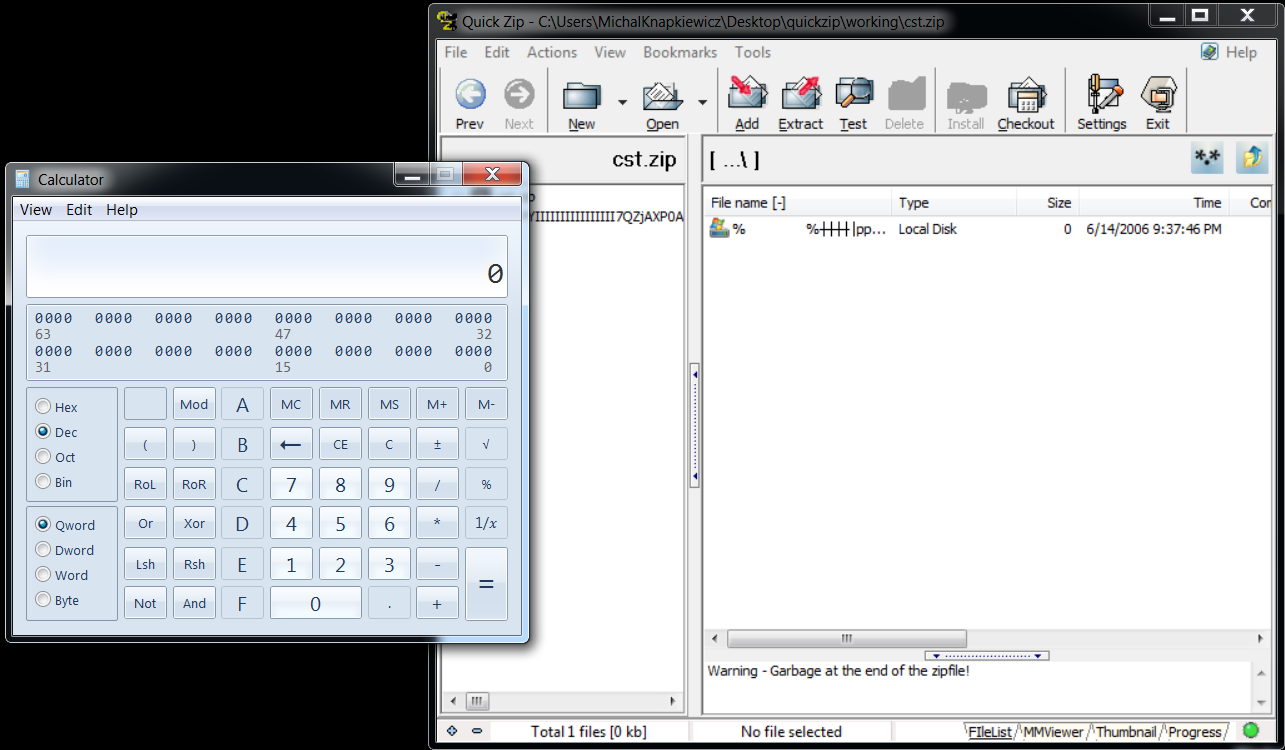 Quick Zip - C:\Users\MichalKnapkiewicz\Desktop\quickzip\working\cst.zip
File Edit Actions View Bookmarks Tools Help
Prev Next New Open Add Extract Test Delete Install Checkout Settings Exit
cst.zip
[ ...\ ]
*.*
p
YIIIIIIIIIIIIIIII7QZjAXP0A
File name [-] Type Size Time Con
% %┼┼┼┼|pp... Local Disk 0 6/14/2006 9:37:46 PM
Warning - Garbage at the end of the zipfile!
Total 1 files [0 kb] No file selected FIleList MMViewer Thumbnail Progress
Calculator
View Edit Help
0
0000 0000 0000 0000 0000 0000 0000 0000
63 47 32
0000 0000 0000 0000 0000 0000 0000 0000
31 15 0
Hex
Dec
Oct
Bin
Qword
Dword
Word
Byte
Mod A MC MR MS M+ M-
( ) B ← CE C ± √
RoL RoR C 7 8 9 / %
Or Xor D 4 5 6 * 1/x
Lsh Rsh E 1 2 3 - =
Not And F 0 . +